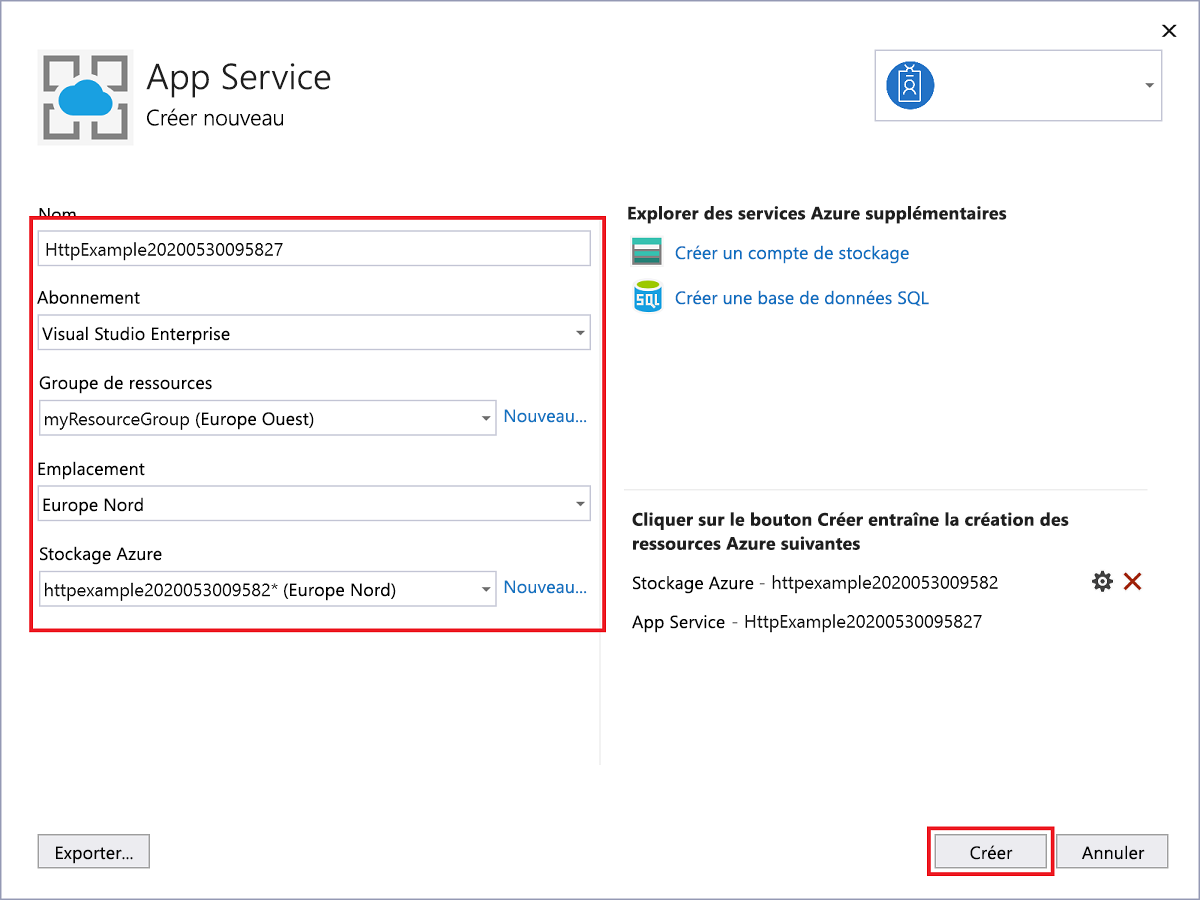 App Service
Créer nouveau
Nom
HttpExample20200530095827
Abonnement
Visual Studio Enterprise
Groupe de ressources
myResourceGroup (Europe Ouest)
Nouveau...
Emplacement
Europe Nord
Stockage Azure
httpexample2020053009582* (Europe Nord)
Nouveau...
Explorer des services Azure supplémentaires
Créer un compte de stockage
SQL
Créer une base de données SQL
Cliquer sur le bouton Créer entraîne la création des
ressources Azure suivantes
Stockage Azure - httpexample2020053009582
App Service - HttpExample20200530095827
Exporter...
Créer
Annuler